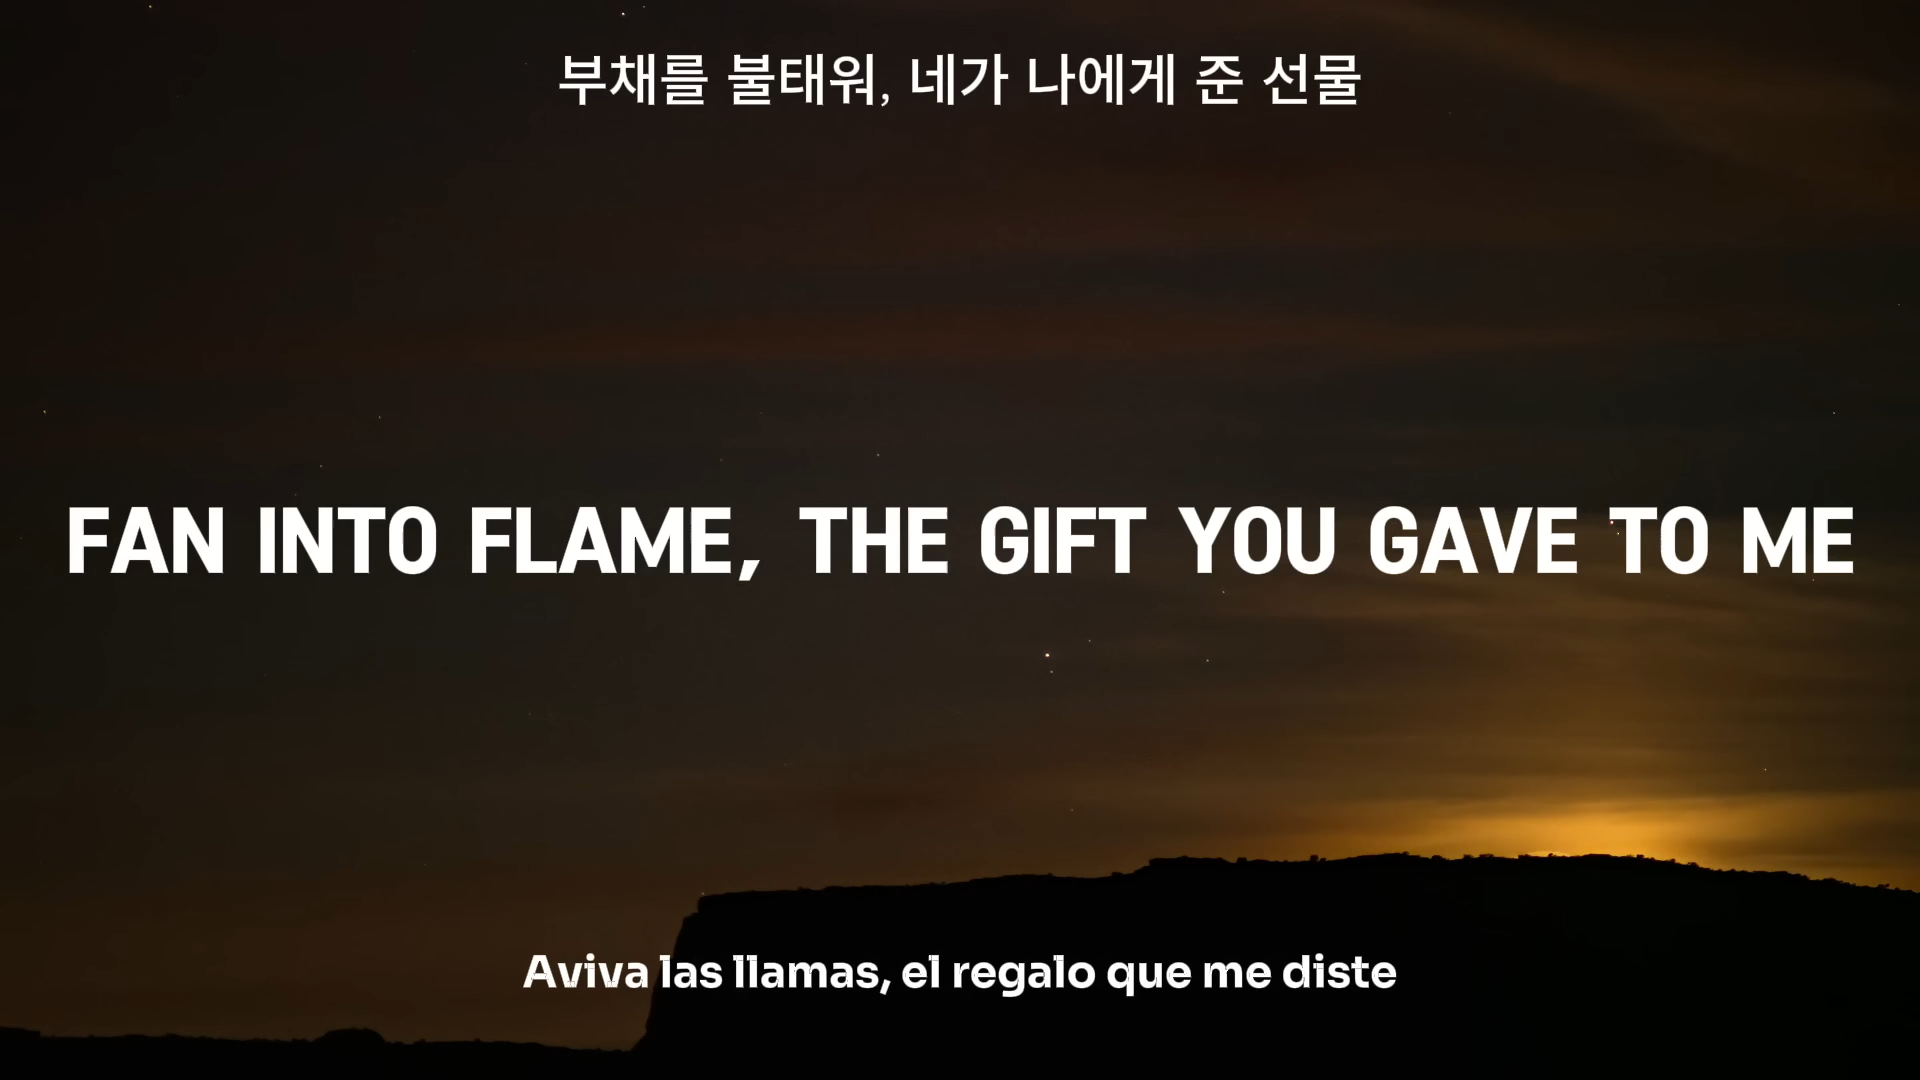 부채를 불태워, 네가 나에게 준 선물
FAN INTO FLAME, THE GIFT YOU GAVE TO ME
Aviva las llamas, el regalo que me diste